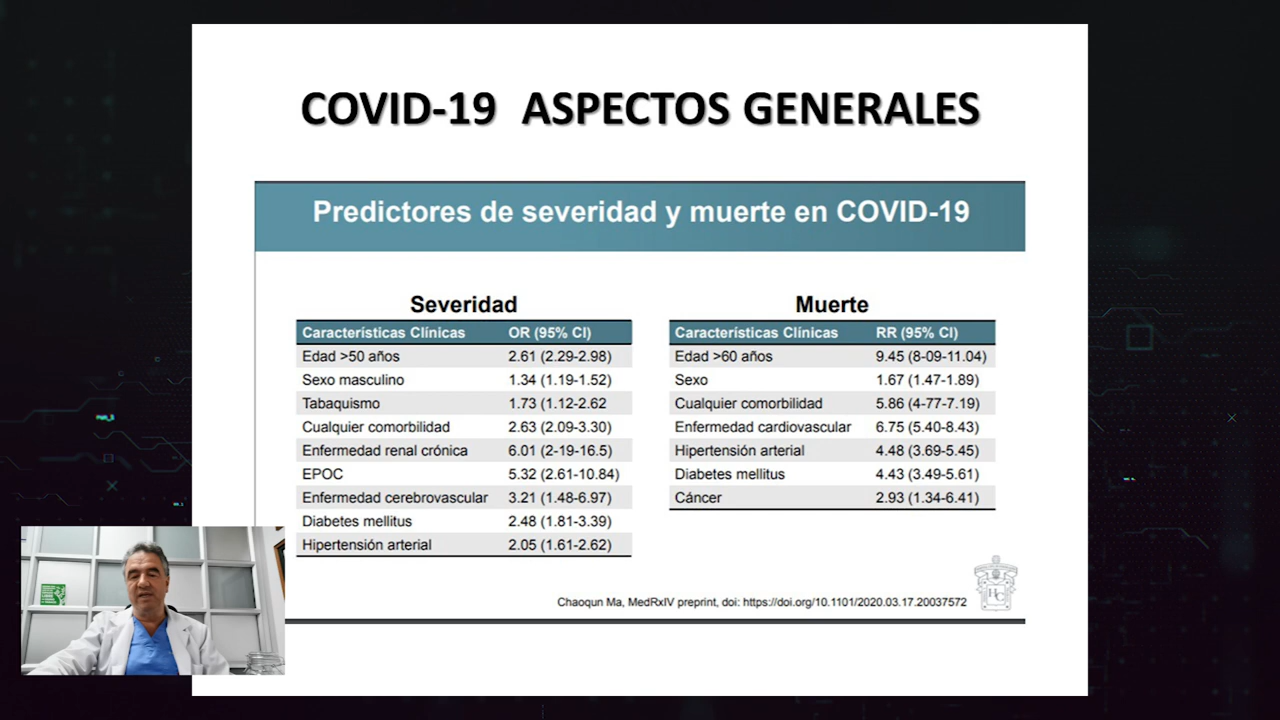 COVID-19 ASPECTOS GENERALES
Predictores de severidad y muerte en COVID-19
Severidad
Características Clínicas OR (95% CI)
Edad >50 años 2.61 (2.29-2.98)
Sexo masculino 1.34 (1.19-1.52)
Tabaquismo 1.73 (1.12-2.62
Cualquier comorbilidad 2.63 (2.09-3.30)
Enfermedad renal crónica 6.01 (2-19-16.5)
EPOC 5.32 (2.61-10.84)
Enfermedad cerebrovascular 3.21 (1.48-6.97)
Diabetes mellitus 2.48 (1.81-3.39)
Hipertensión arterial 2.05 (1.61-2.62)
Muerte
Características Clínicas RR (95% CI)
Edad >60 años 9.45 (8-09-11.04)
Sexo 1.67 (1.47-1.89)
Cualquier comorbilidad 5.86 (4-77-7.19)
Enfermedad cardiovascular 6.75 (5.40-8.43)
Hipertensión arterial 4.48 (3.69-5.45)
Diabetes mellitus 4.43 (3.49-5.61)
Cáncer 2.93 (1.34-6.41)
HC
Chaoqun Ma, MedRxIV preprint, doi: https://doi.org/10.1101/2020.03.17.20037572